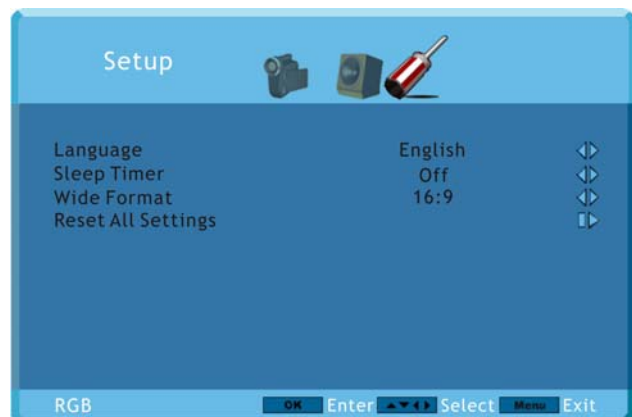 Setup
Language English
Sleep Timer Off
Wide Format 16:9
Reset All Settings
RGB OK Enter Select Menu Exit